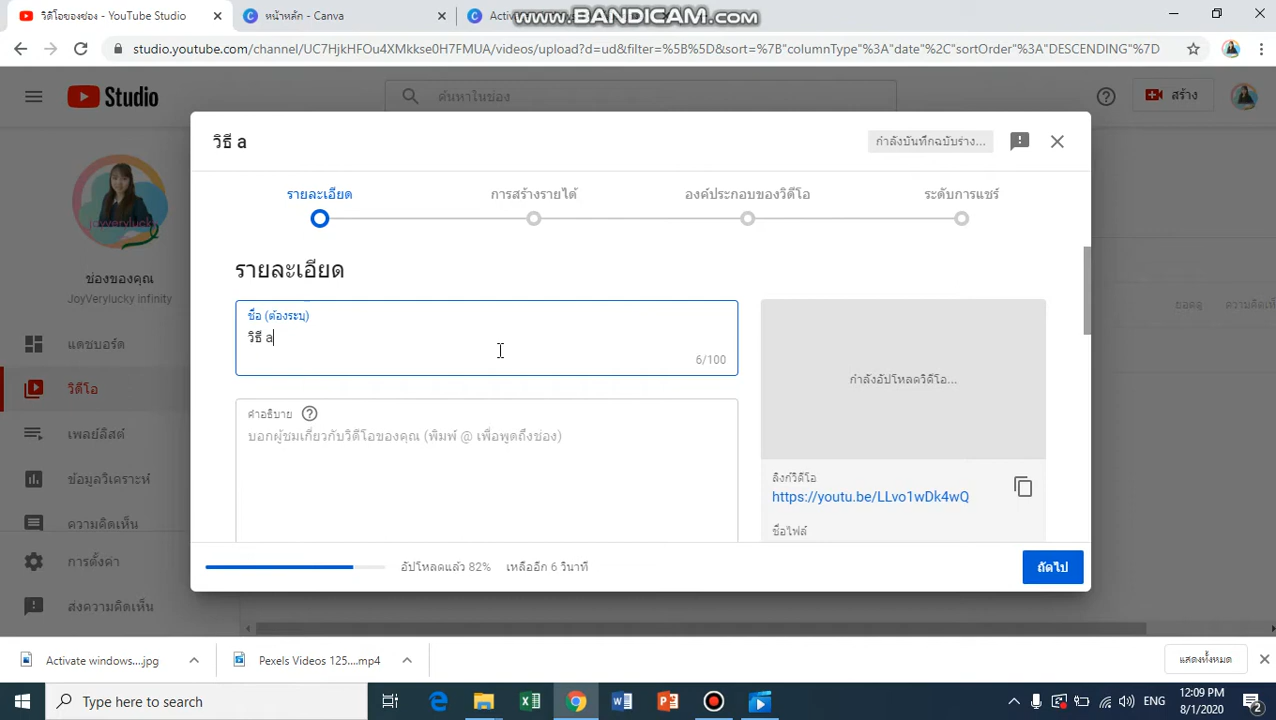 วิดีโอของช่อง - YouTube Studio
หน้าหลัก - Canva
Activ
www.BANDICAM.com
studio.youtube.com/channel/UC7HjkHFOu4XMkkse0H7FMUA/videos/upload?d=ud&filter=%5B%5D&sort=%7B"columnType"%3A"date"%2C"sortOrder"%3A"DESCENDING"%7D
Studio
ค้นหาในช่อง
สร้าง
joyverylucky
ช่องของคุณ
JoyVerylucky Infinity
แดชบอร์ด
วิดีโอ
เพลย์ลิสต์
ข้อมูลวิเคราะห์
ความคิดเห็น
การตั้งค่า
ส่งความคิดเห็น
วิธี a
กำลังบันทึกฉบับร่าง...
รายละเอียด
การสร้างรายได้
องค์ประกอบของวิดีโอ
ระดับการแชร์
รายละเอียด
ชื่อ (ต้องระบุ)
วิธี a
6/100
คำอธิบาย
บอกผู้ชมเกี่ยวกับวิดีโอของคุณ (พิมพ์ @ เพื่อพูดถึงช่อง)
กำลังอัปโหลดวิดีโอ...
ลิงก์วิดีโอ
https://youtu.be/LLvo1wDk4wQ
ชื่อไฟล์
ยอดดู
ความคิดเห็น
อัปโหลดแล้ว 82% เหลืออีก 6 วินาที
ถัดไป
Activate windows....jpg
Pexels Videos 125....mp4
แสดงทั้งหมด
Type here to search
ENG
12:09 PM
8/1/2020
2